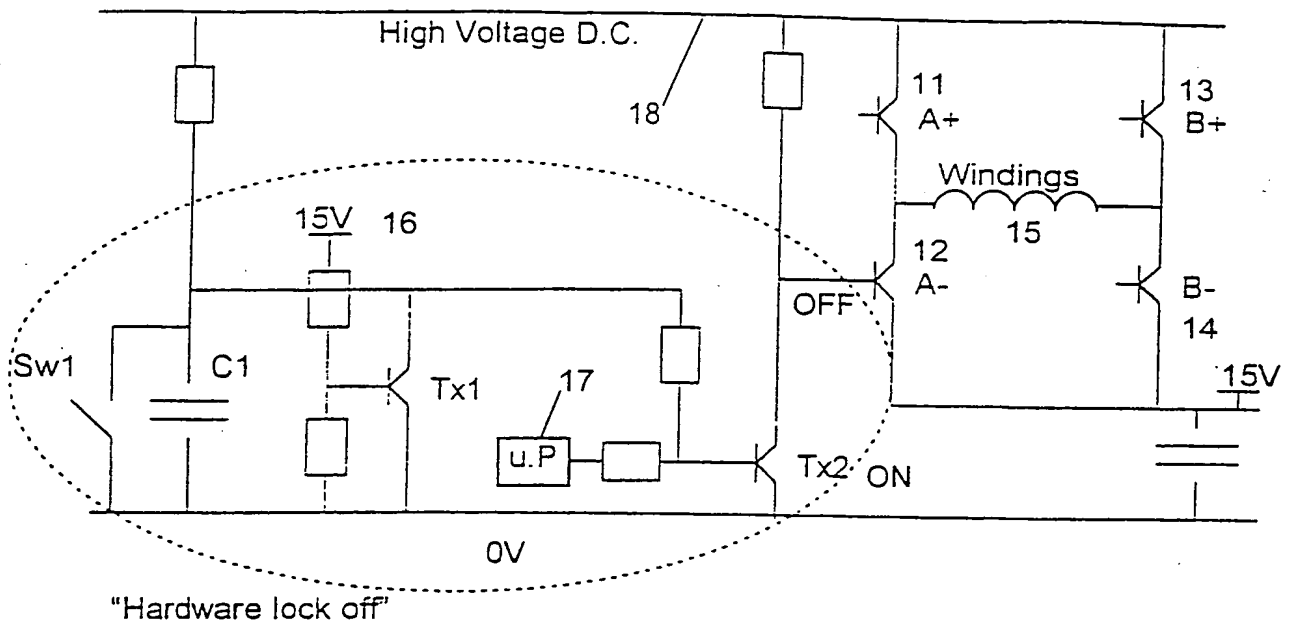 High Voltage D.C.
18
11
A+
13
B+
Windings
15
15V
16
12
A-
OFF
B-
14
Sw1
C1
Tx1
17
u.P
Tx2
ON
15V
0V
"Hardware lock off"